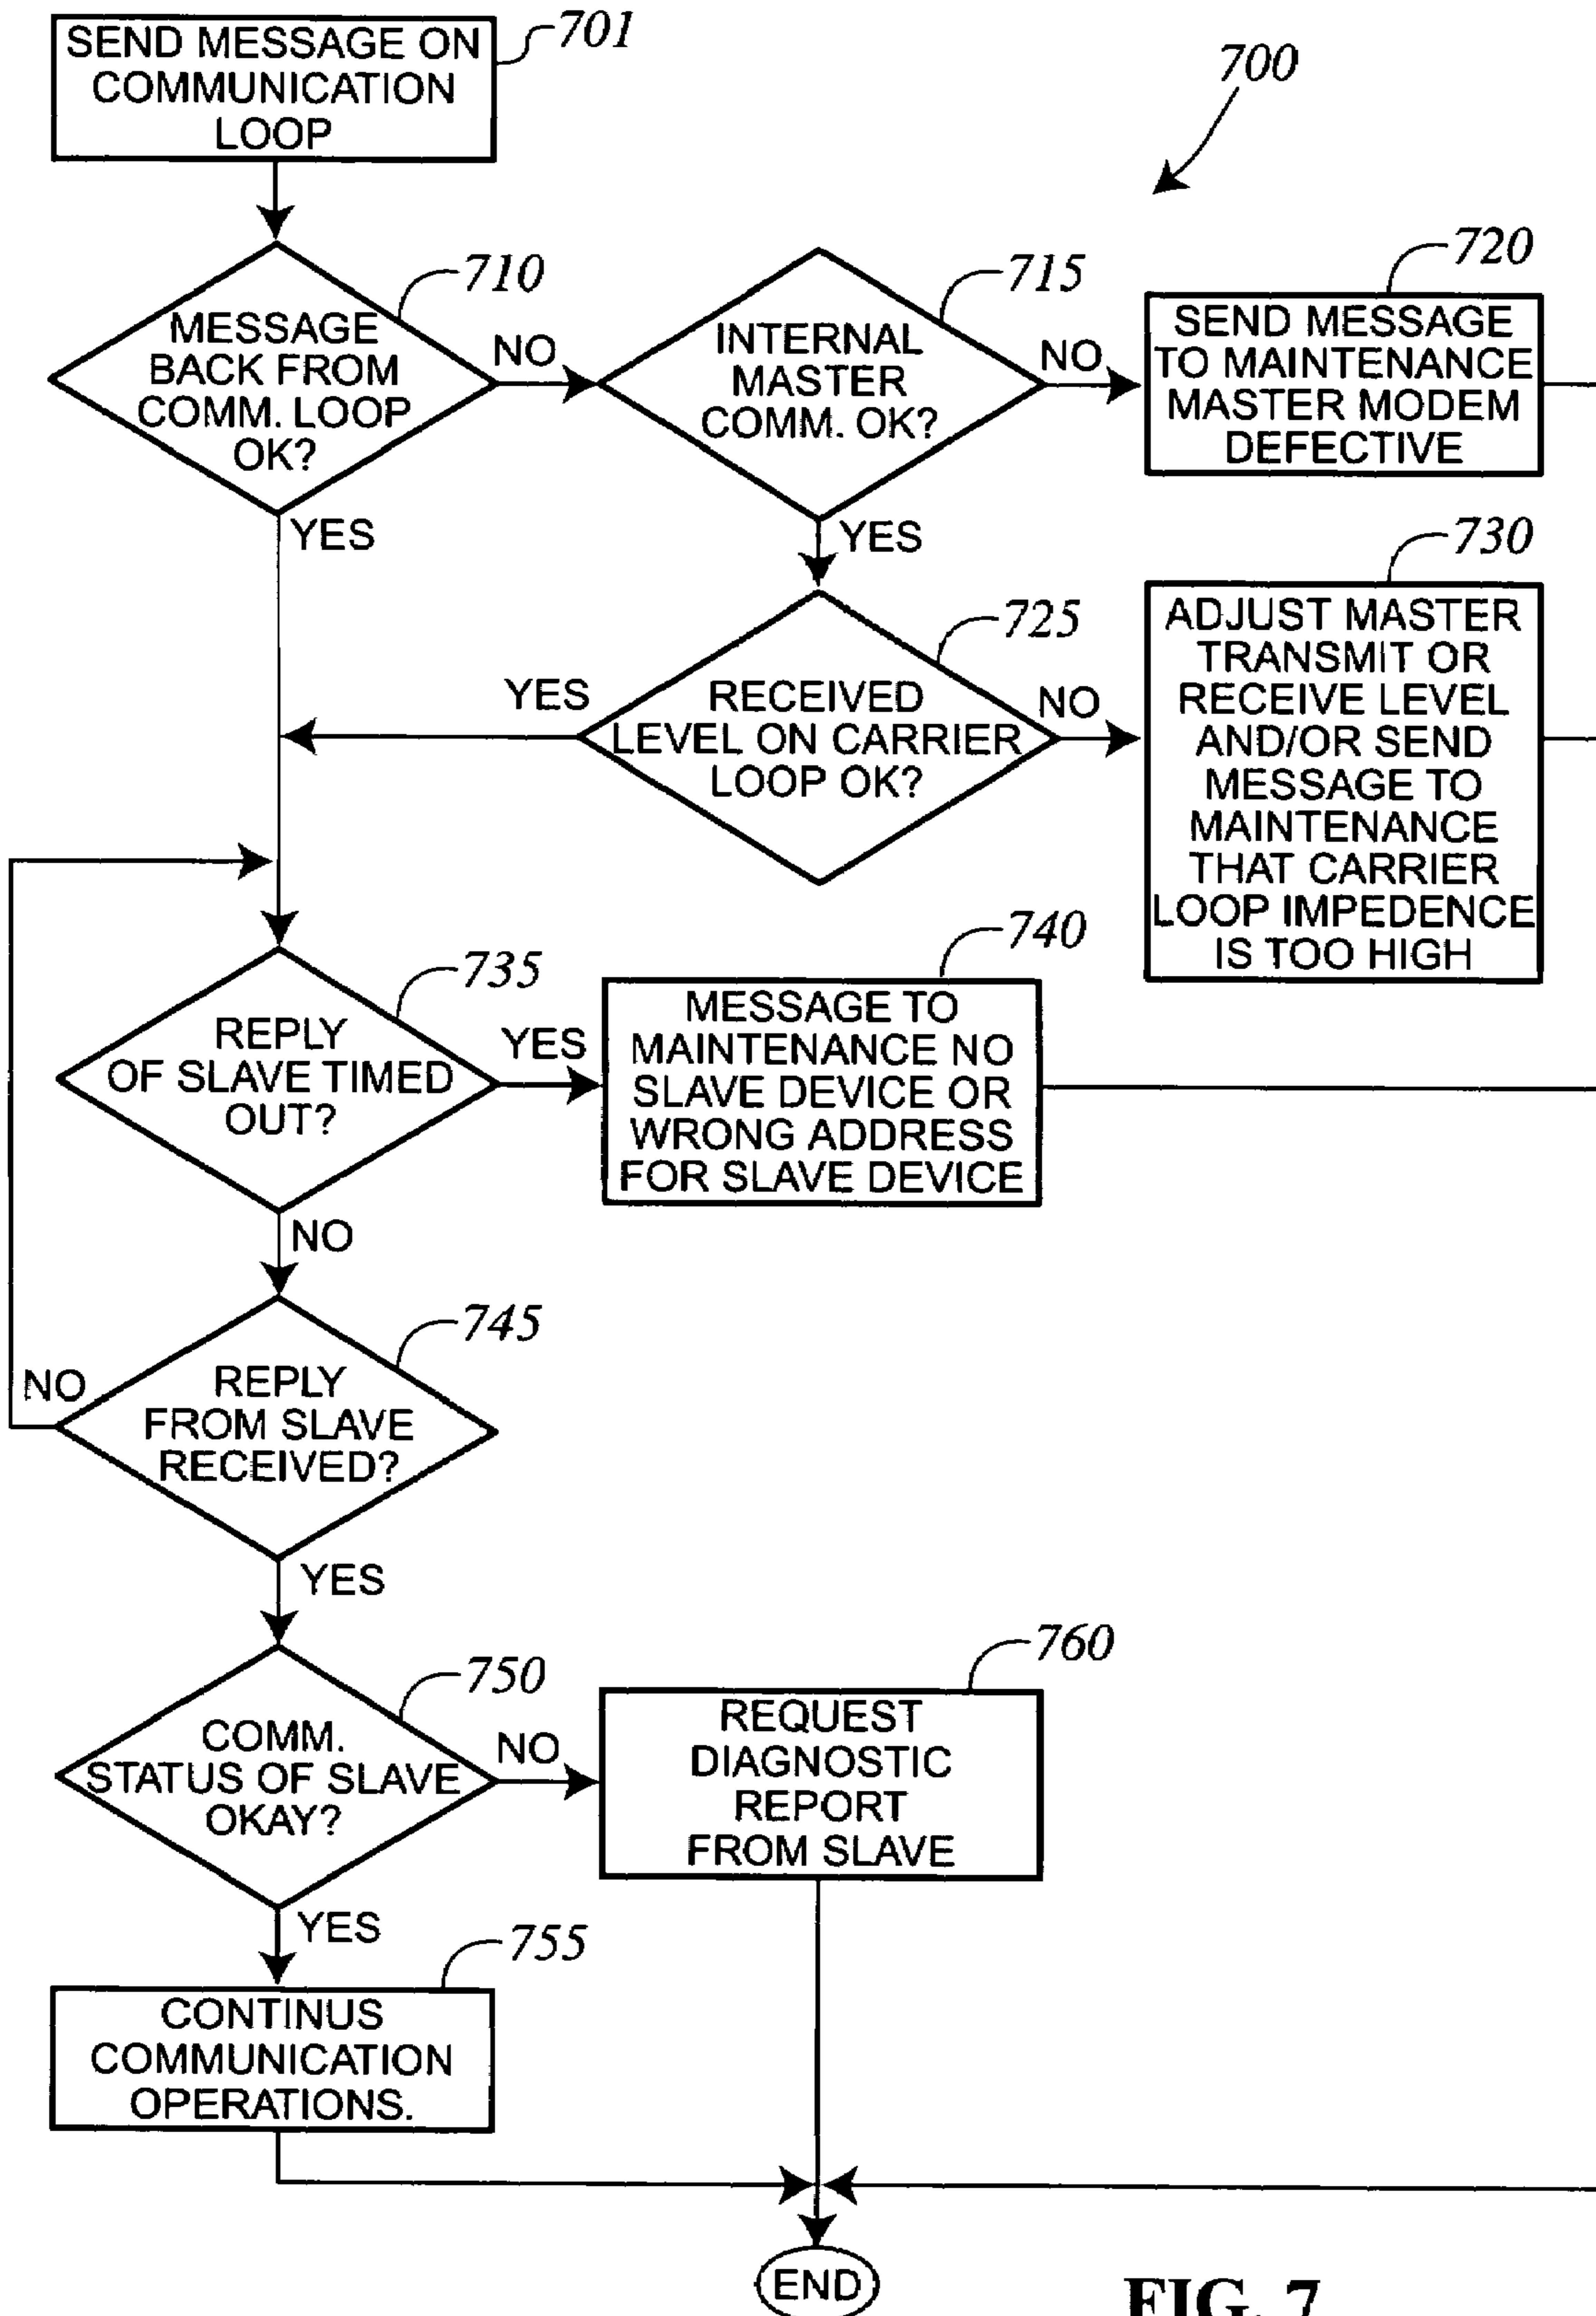 SEND MESSAGE ON
COMMUNICATION
LOOP
701
700
MESSAGE
BACK FROM
COMM. LOOP
OK?
710
NO
YES
INTERNAL
MASTER
COMM. OK?
715
NO
YES
720
SEND MESSAGE
TO MAINTENANCE
MASTER MODEM
DEFECTIVE
RECEIVED
LEVEL ON CARRIER
LOOP OK?
725
YES
NO
730
ADJUST MASTER
TRANSMIT OR
RECEIVE LEVEL
AND/OR SEND
MESSAGE TO
MAINTENANCE
THAT CARRIER
LOOP IMPEDENCE
IS TOO HIGH
REPLY
OF SLAVE TIMED
OUT?
735
YES
NO
740
MESSAGE TO
MAINTENANCE NO
SLAVE DEVICE OR
WRONG ADDRESS
FOR SLAVE DEVICE
REPLY
FROM SLAVE
RECEIVED?
745
NO
YES
COMM.
STATUS OF SLAVE
OKAY?
750
NO
YES
760
REQUEST
DIAGNOSTIC
REPORT
FROM SLAVE
755
CONTINUS
COMMUNICATION
OPERATIONS.
END
FIG. 7